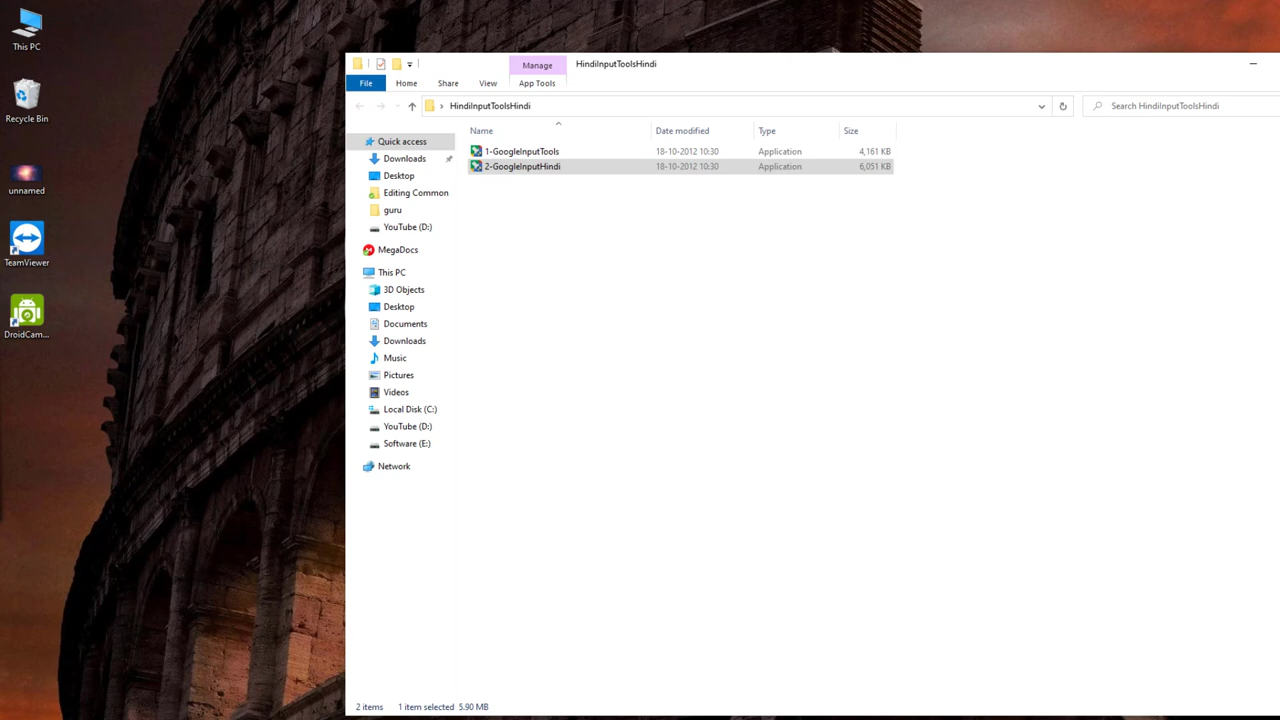 This PC
Recycle Bin
unnamed
TeamViewer
DroidCam...
Manage
HindiInputToolsHindi
File
Home
Share
View
App Tools
HindiInputToolsHindi
Search HindiInputToolsHindi
Name
Date modified
Type
Size
1-GoogleInputTools
18-10-2012 10:30
Application
4,161 KB
2-GoogleInputHindi
18-10-2012 10:30
Application
6,051 KB
Quick access
Downloads
Desktop
Editing Common
guru
YouTube (D:)
MegaDocs
This PC
3D Objects
Desktop
Documents
Downloads
Music
Pictures
Videos
Local Disk (C:)
YouTube (D:)
Software (E:)
Network
2 items
1 item selected 5.90 MB